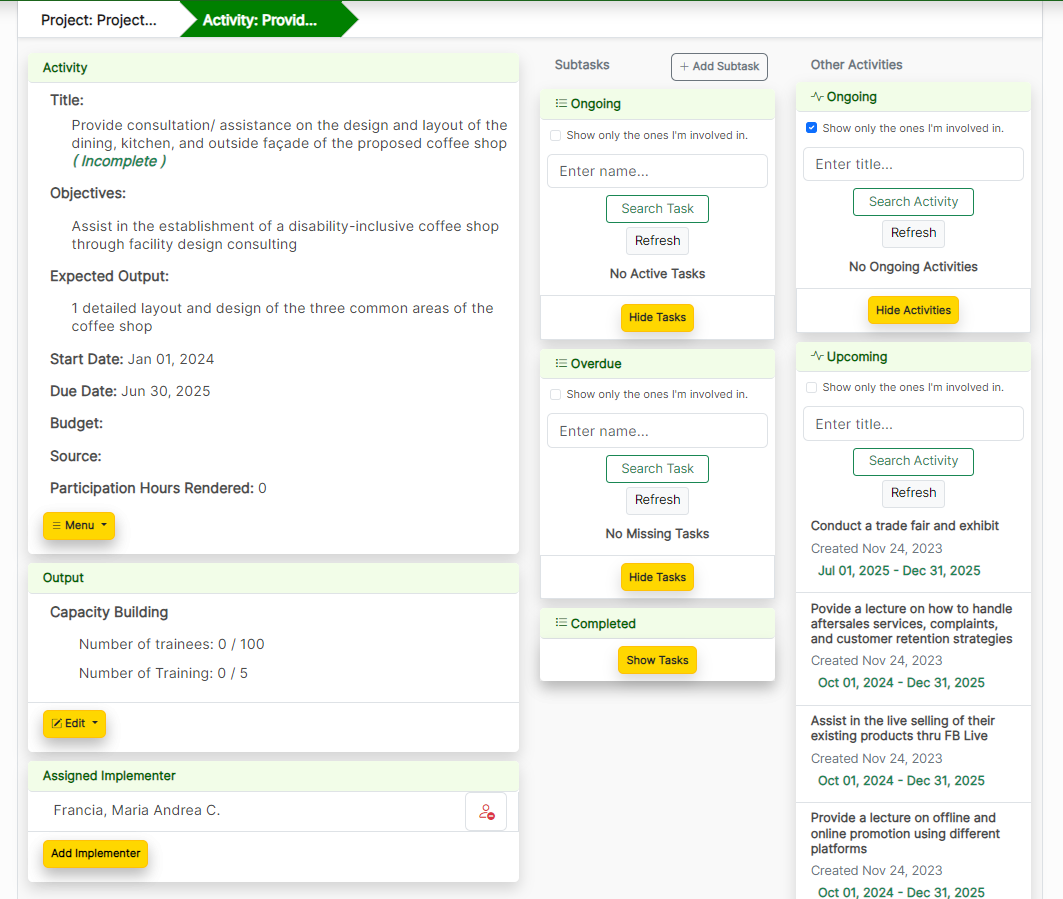 Project: Project...
Activity: Provid...
Activity
Title:
Provide consultation/ assistance on the design and layout of the
dining, kitchen, and outside façade of the proposed coffee shop
( Incomplete )
Objectives:
Assist in the establishment of a disability-inclusive coffee shop
through facility design consulting
Expected Output:
1 detailed layout and design of the three common areas of the
coffee shop
Start Date: Jan 01, 2024
Due Date: Jun 30, 2025
Budget:
Source:
Participation Hours Rendered: 0
Menu
Output
Capacity Building
Number of trainees: 0 / 100
Number of Training: 0 / 5
Edit
Assigned Implementer
Francia, Maria Andrea C.
Add Implementer
Subtasks
+ Add Subtask
Ongoing
Show only the ones I'm involved in.
Enter name...
Search Task
Refresh
No Active Tasks
Hide Tasks
Overdue
Show only the ones I'm involved in.
Enter name...
Search Task
Refresh
No Missing Tasks
Hide Tasks
Completed
Show Tasks
Other Activities
Ongoing
Show only the ones I'm involved in.
Enter title...
Search Activity
Refresh
No Ongoing Activities
Hide Activities
Upcoming
Show only the ones I'm involved in.
Enter title...
Search Activity
Refresh
Conduct a trade fair and exhibit
Created Nov 24, 2023
Jul 01, 2025 - Dec 31, 2025
Povide a lecture on how to handle
aftersales services, complaints,
and customer retention strategies
Created Nov 24, 2023
Oct 01, 2024 - Dec 31, 2025
Assist in the live selling of their
existing products thru FB Live
Created Nov 24, 2023
Oct 01, 2024 - Dec 31, 2025
Provide a lecture on offline and
online promotion using different
platforms
Created Nov 24, 2023
Oct 01, 2024 - Dec 31, 2025